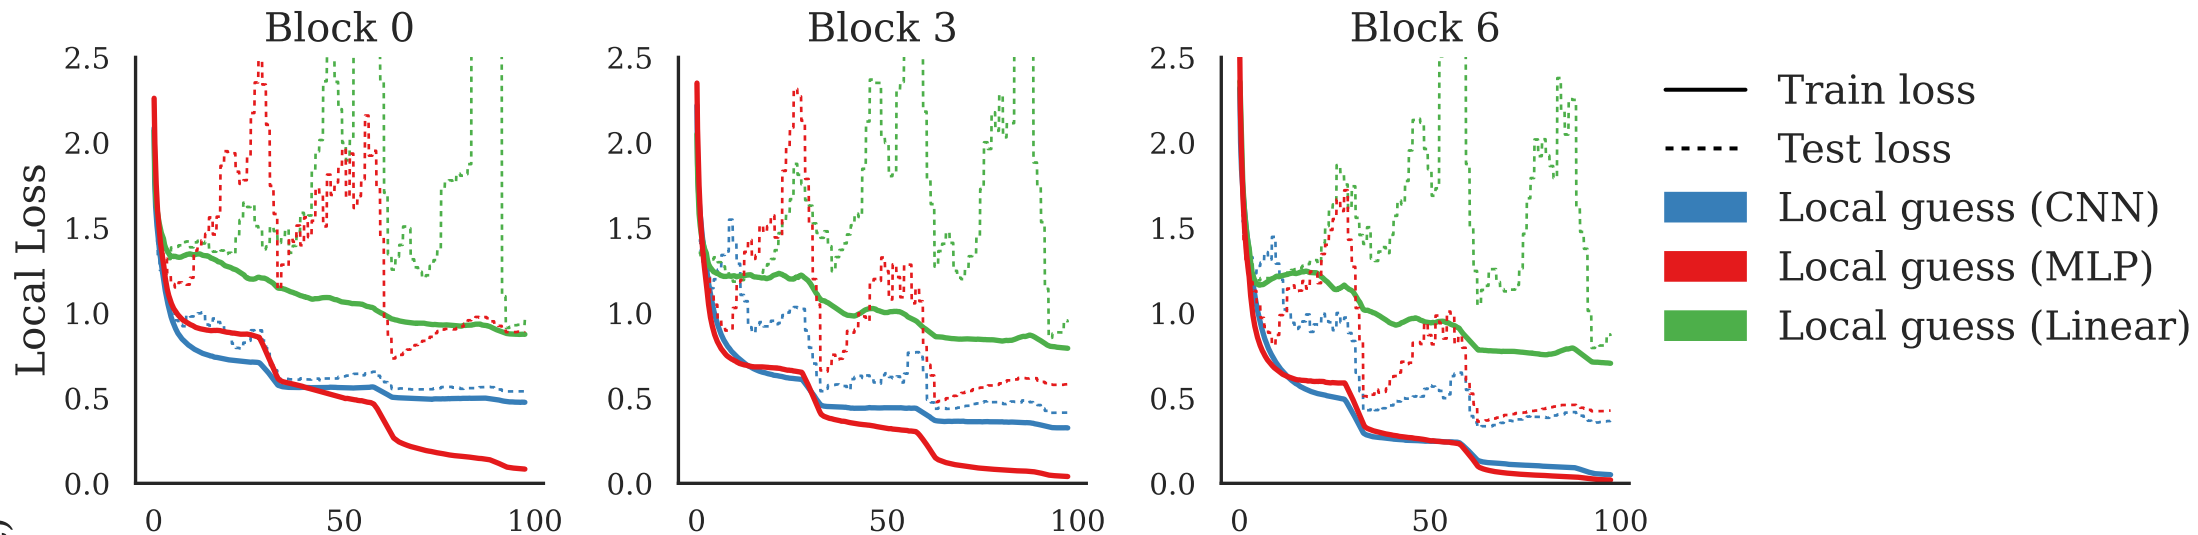 Block 0
Block 3
Block 6
Local Loss
2.5
2.0
1.5
1.0
0.5
0.0
0 50 100
2.5
2.0
1.5
1.0
0.5
0.0
0 50 100
2.5
2.0
1.5
1.0
0.5
0.0
0 50 100
Train loss
Test loss
Local guess (CNN)
Local guess (MLP)
Local guess (Linear)